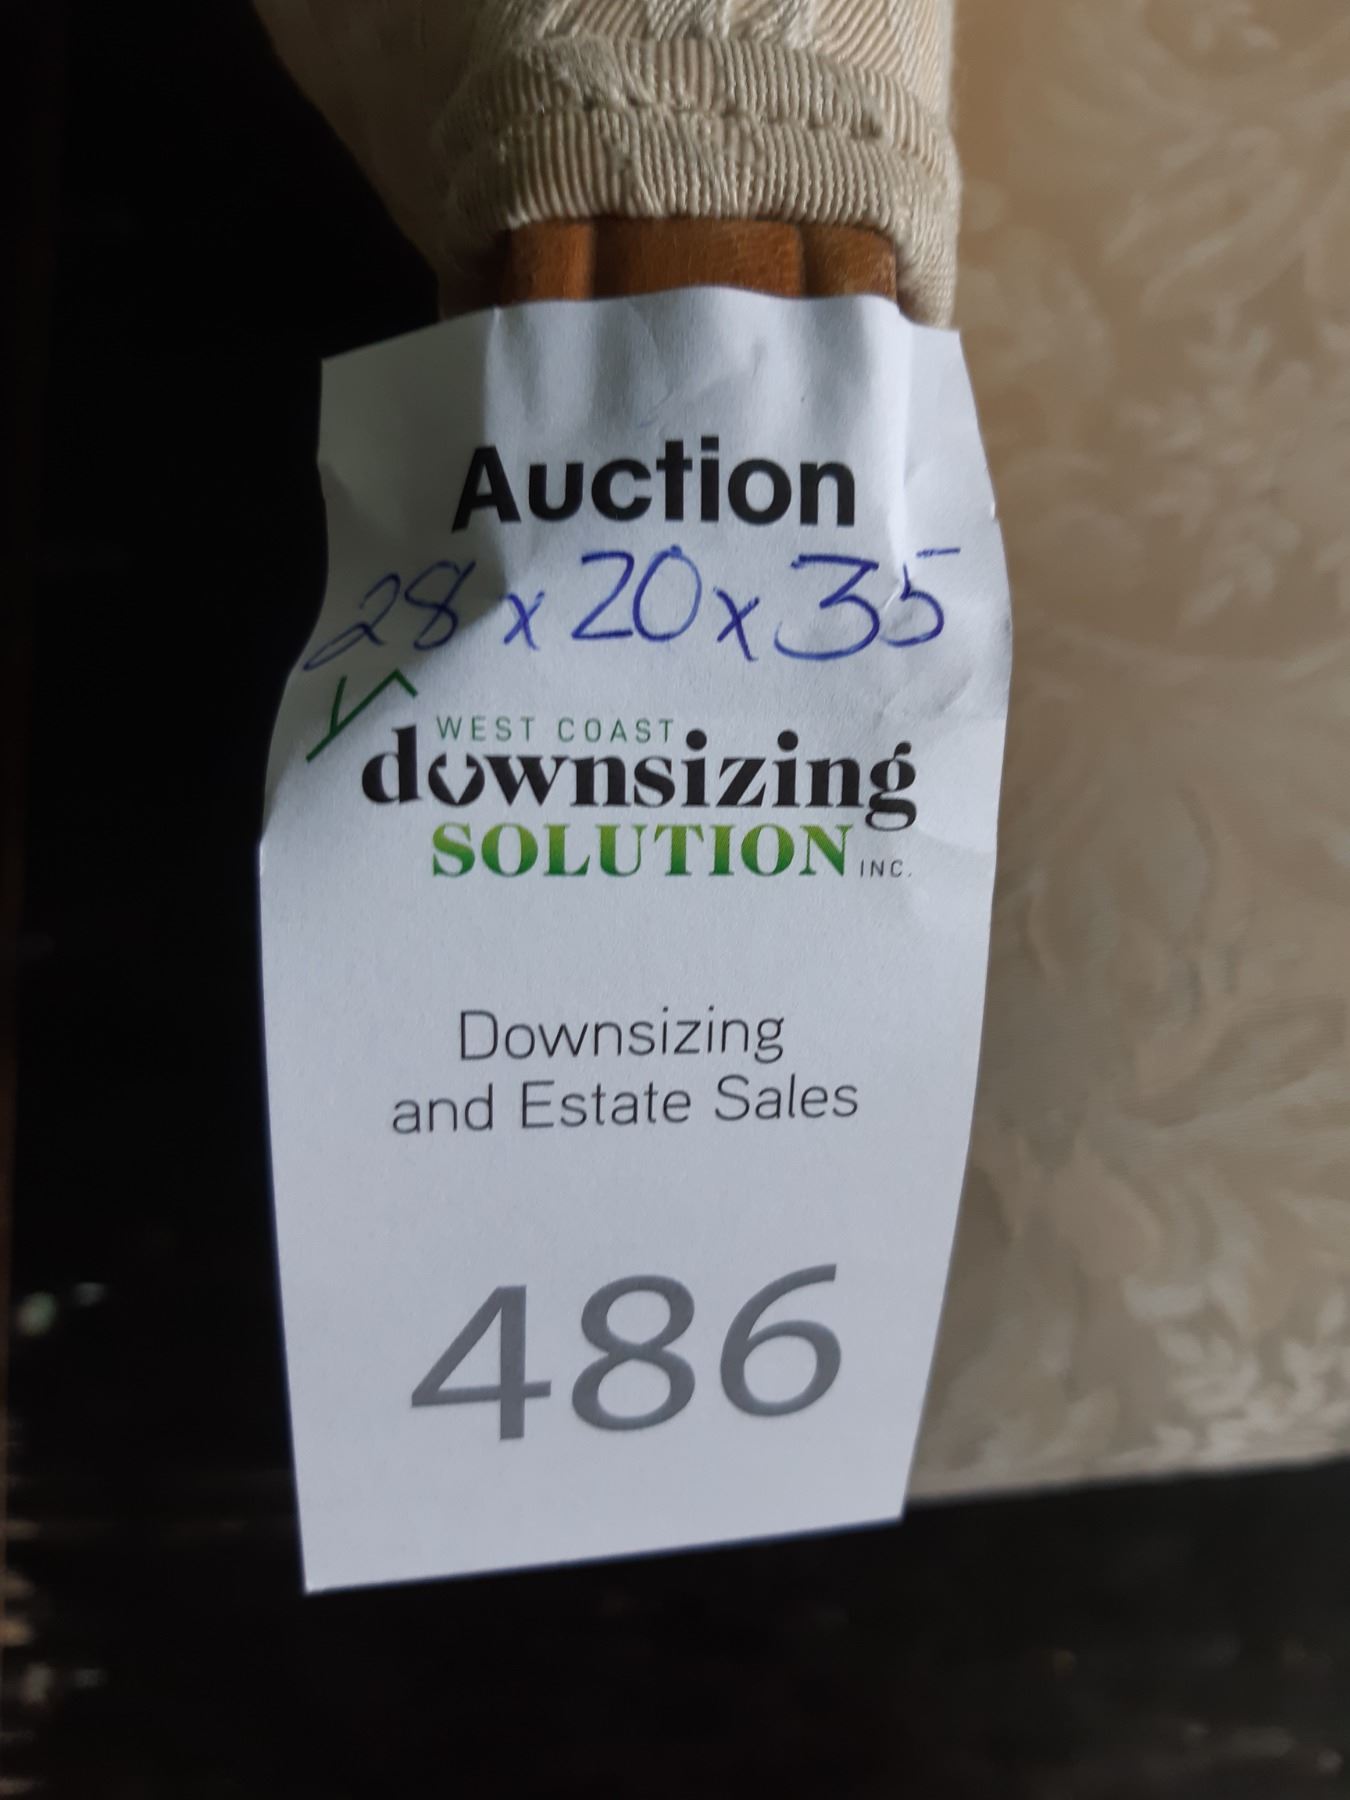 Auction
28 x 20 x 35
WEST COAST
downsizing
SOLUTION INC.
Downsizing
and Estate Sales
486